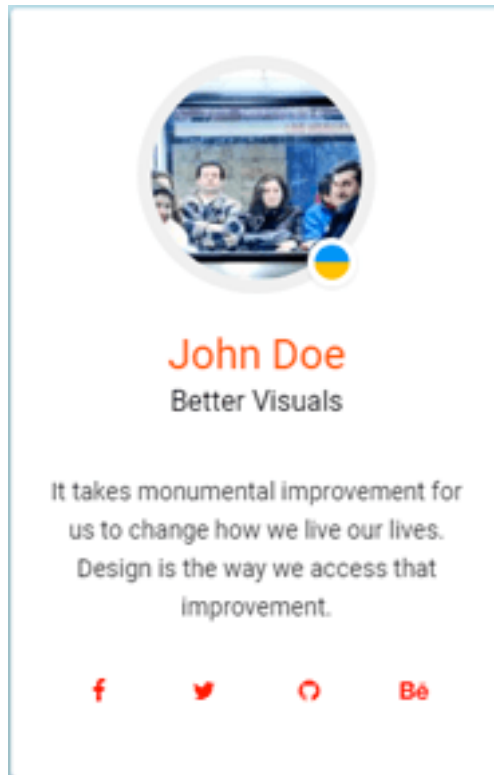 John Doe
Better Visuals
It takes monumental improvement for
us to change how we live our lives.
Design is the way we access that
improvement.
Bē